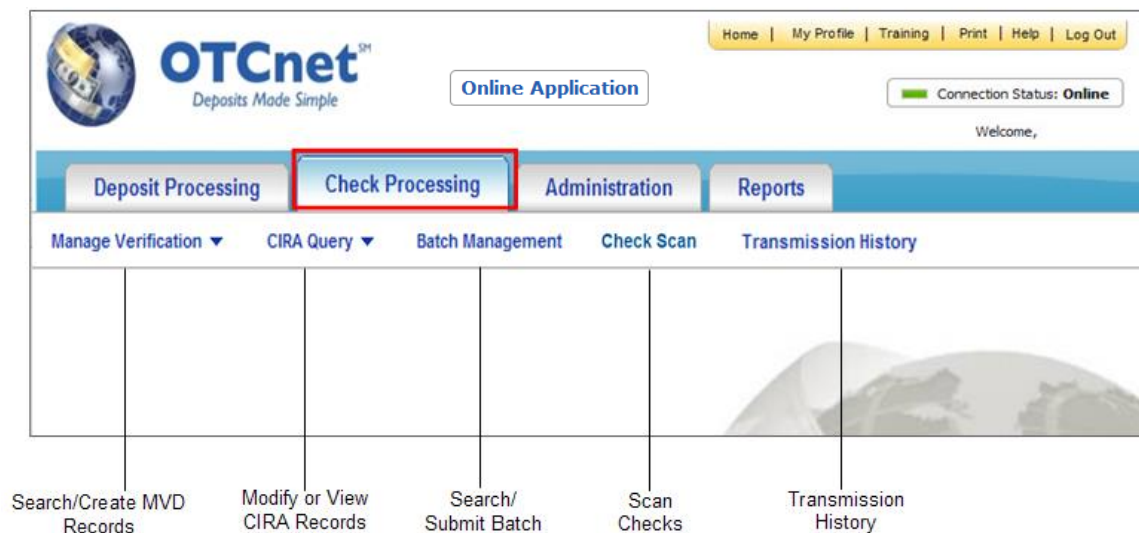 OTCnet SM
Deposits Made Simple
Online Application
Home | My Profile | Training | Print | Help | Log Out
Connection Status: Online
Welcome,
Deposit Processing
Check Processing
Administration
Reports
Manage Verification ▼
CIRA Query ▼
Batch Management
Check Scan
Transmission History
Search/Create MVD
Records
Modify or View
CIRA Records
Search/
Submit Batch
Scan
Checks
Transmission
History